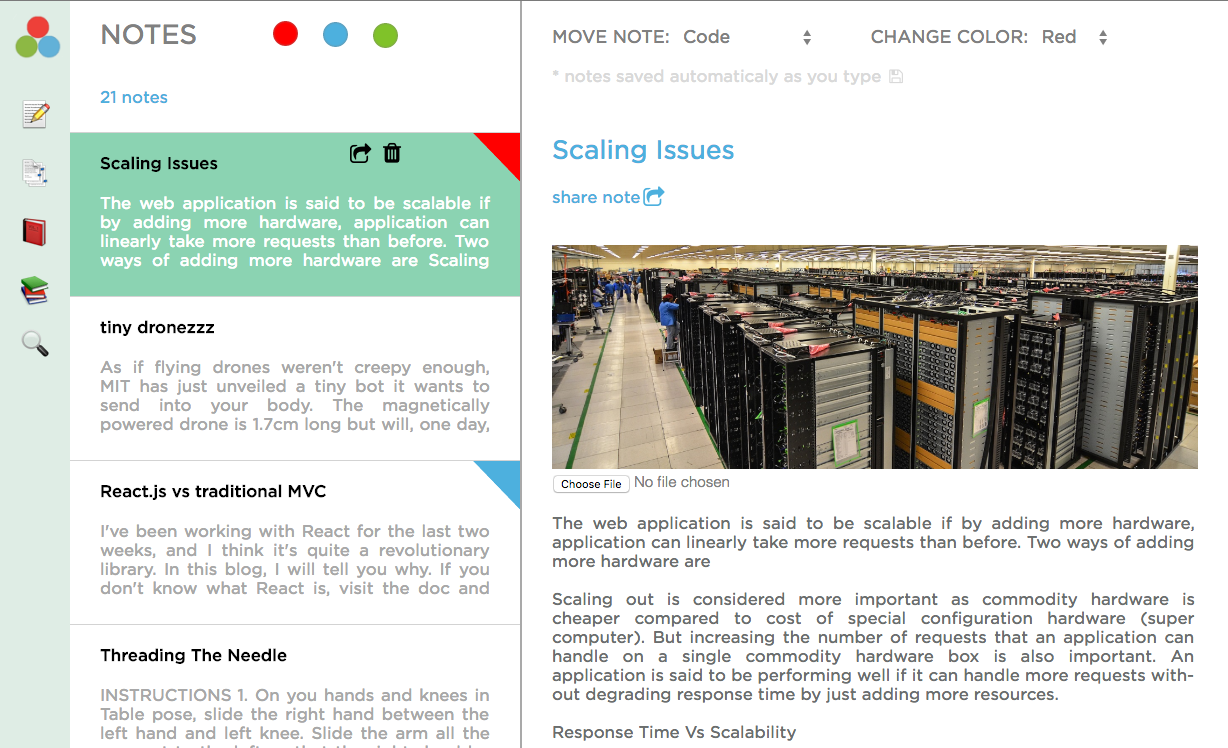 NOTES
21 notes
Scaling Issues
The web application is said to be scalable if
by adding more hardware, application can
linearly take more requests than before. Two
ways of adding more hardware are Scaling
tiny dronezzz
As if flying drones weren't creepy enough,
MIT has just unveiled a tiny bot it wants to
send into your body. The magnetically
powered drone is 1.7cm long but will, one day,
React.js vs traditional MVC
I've been working with React for the last two
weeks, and I think it's quite a revolutionary
library. In this blog, I will tell you why. If you
don't know what React is, visit the doc and
Threading The Needle
INSTRUCTIONS 1. On you hands and knees in
Table pose, slide the right hand between the
left hand and left knee. Slide the arm all the
MOVE NOTE: Code
CHANGE COLOR: Red
* notes saved automaticaly as you type
Scaling Issues
share note
Choose File No file chosen
The web application is said to be scalable if by adding more hardware,
application can linearly take more requests than before. Two ways of adding
more hardware are
Scaling out is considered more important as commodity hardware is
cheaper compared to cost of special configuration hardware (super
computer). But increasing the number of requests that an application can
handle on a single commodity hardware box is also important. An
application is said to be performing well if it can handle more requests with-
out degrading response time by just adding more resources.
Response Time Vs Scalability